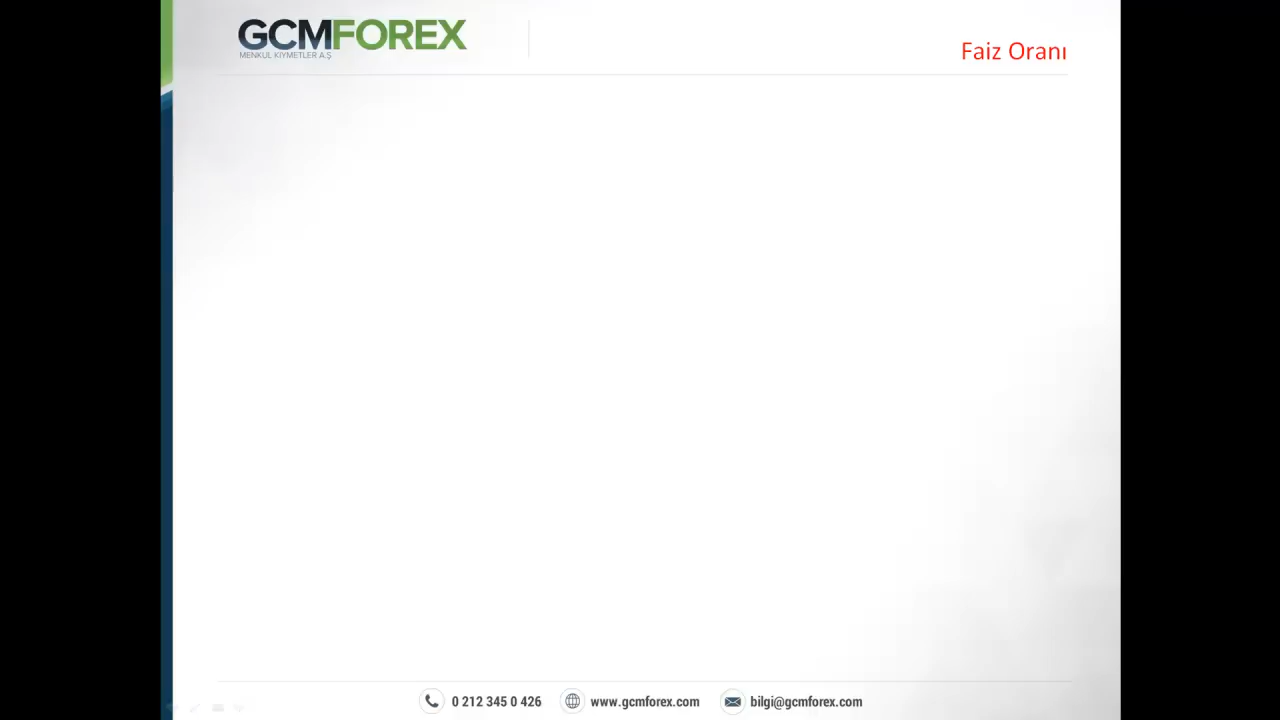 GCMFOREX
MENKUL KIYMETLER A.Ş
Faiz Oranı
0 212 345 0 426
www.gcmforex.com
bilgi@gcmforex.com